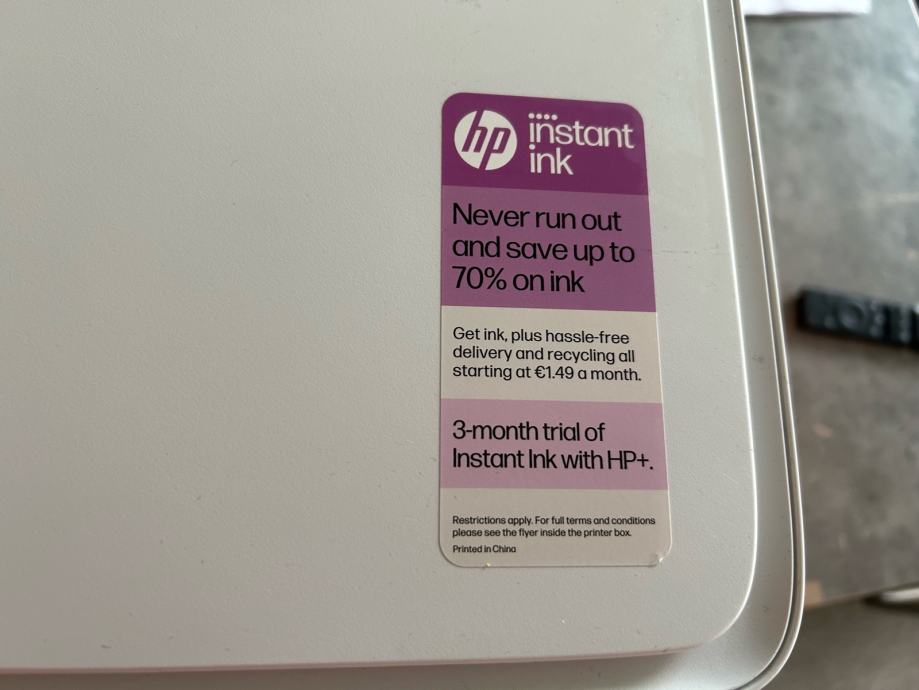 hp instant
ink
Never run out
and save up to
70% on ink
Get ink, plus hassle-free
delivery and recycling all
starting at €1.49 a month.
3-month trial of
Instant Ink with HP+.
Restrictions apply. For full terms and conditions
please see the flyer inside the printer box.
Printed in China